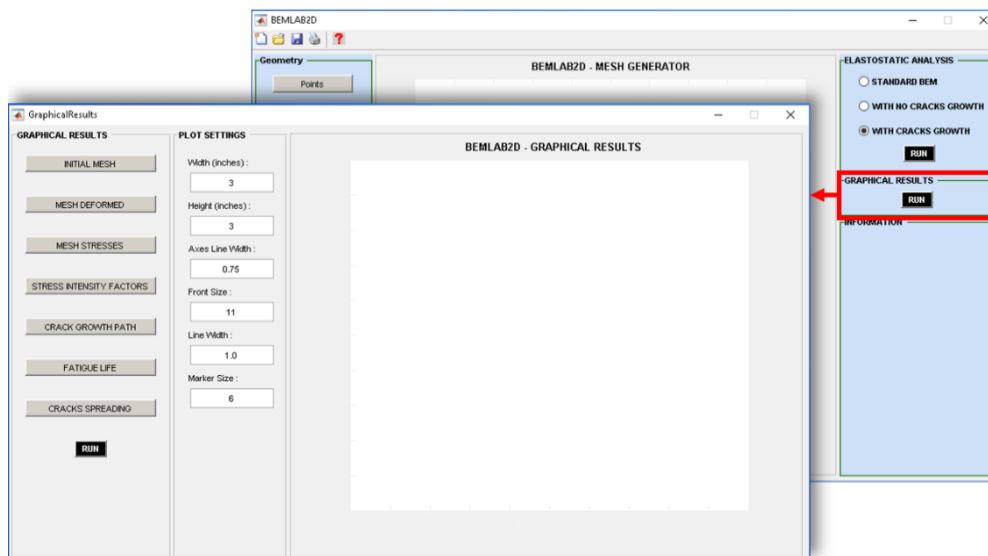 BEMLAB2D
?
Geometry
Points
BEMLAB2D - MESH GENERATOR
ELASTOSTATIC ANALYSIS
STANDARD BEM
WITH NO CRACKS GROWTH
WITH CRACKS GROWTH
RUN
GRAPHICAL RESULTS
RUN
INFORMATION
GraphicalResults
GRAPHICAL RESULTS
INITIAL MESH
MESH DEFORMED
MESH STRESSES
STRESS INTENSITY FACTORS
CRACK GROWTH PATH
FATIGUE LIFE
CRACKS SPREADING
RUN
PLOT SETTINGS
Width (inches) :
3
Height (inches) :
3
Axes Line Width :
0.75
Front Size :
11
Line Width :
1.0
Marker Size :
6
BEMLAB2D - GRAPHICAL RESULTS